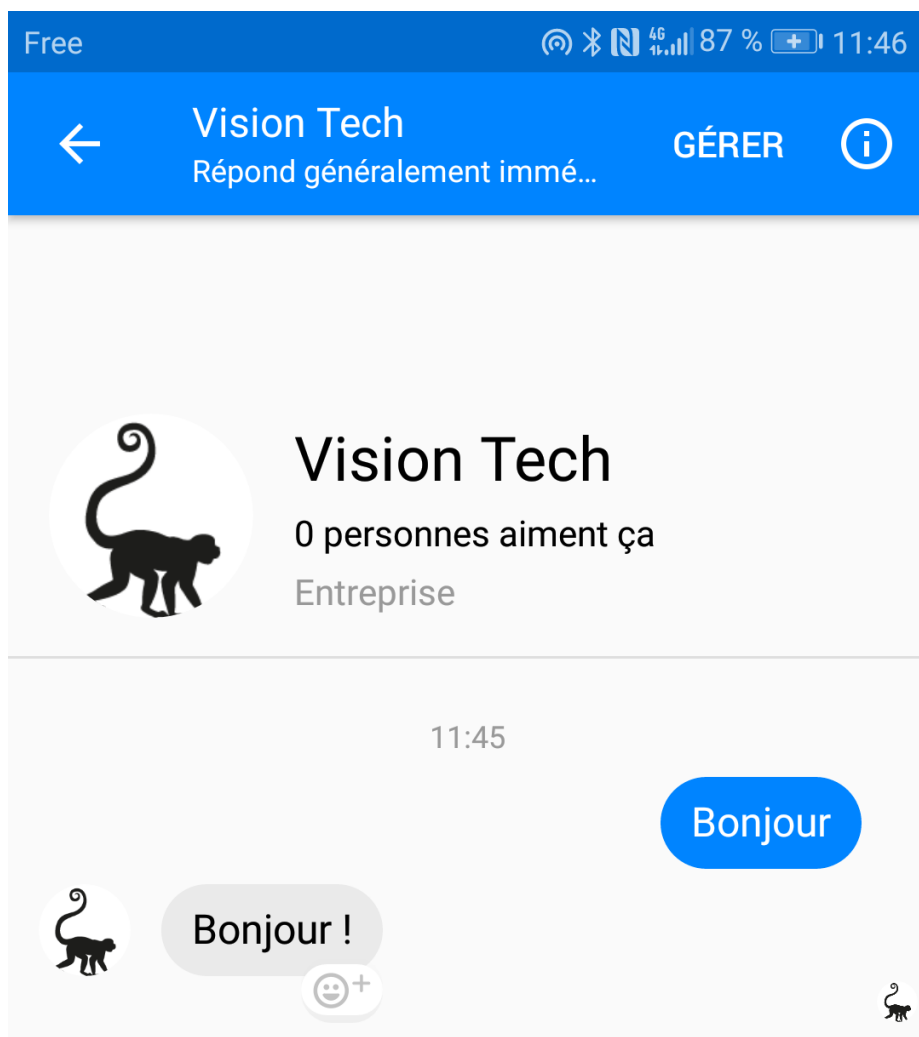 Free 4G 87 % 11:46
Vision Tech
Répond généralement immé...
GÉRER
Vision Tech
0 personnes aiment ça
Entreprise
11:45
Bonjour
Bonjour !